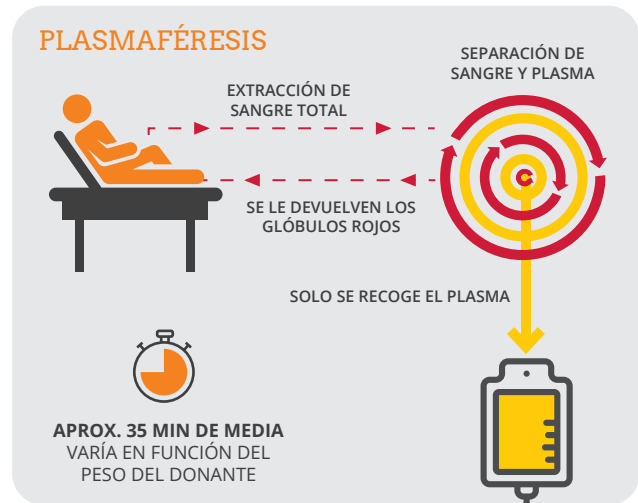 PLASMAFÉRESIS
SEPARACIÓN DE
SANGRE Y PLASMA
EXTRACCIÓN DE
SANGRE TOTAL
SE LE DEVUELVEN LOS
GLÓBULOS ROJOS
SOLO SE RECOGE EL PLASMA
APROX. 35 MIN DE MEDIA
VARÍA EN FUNCIÓN DEL
PESO DEL DONANTE